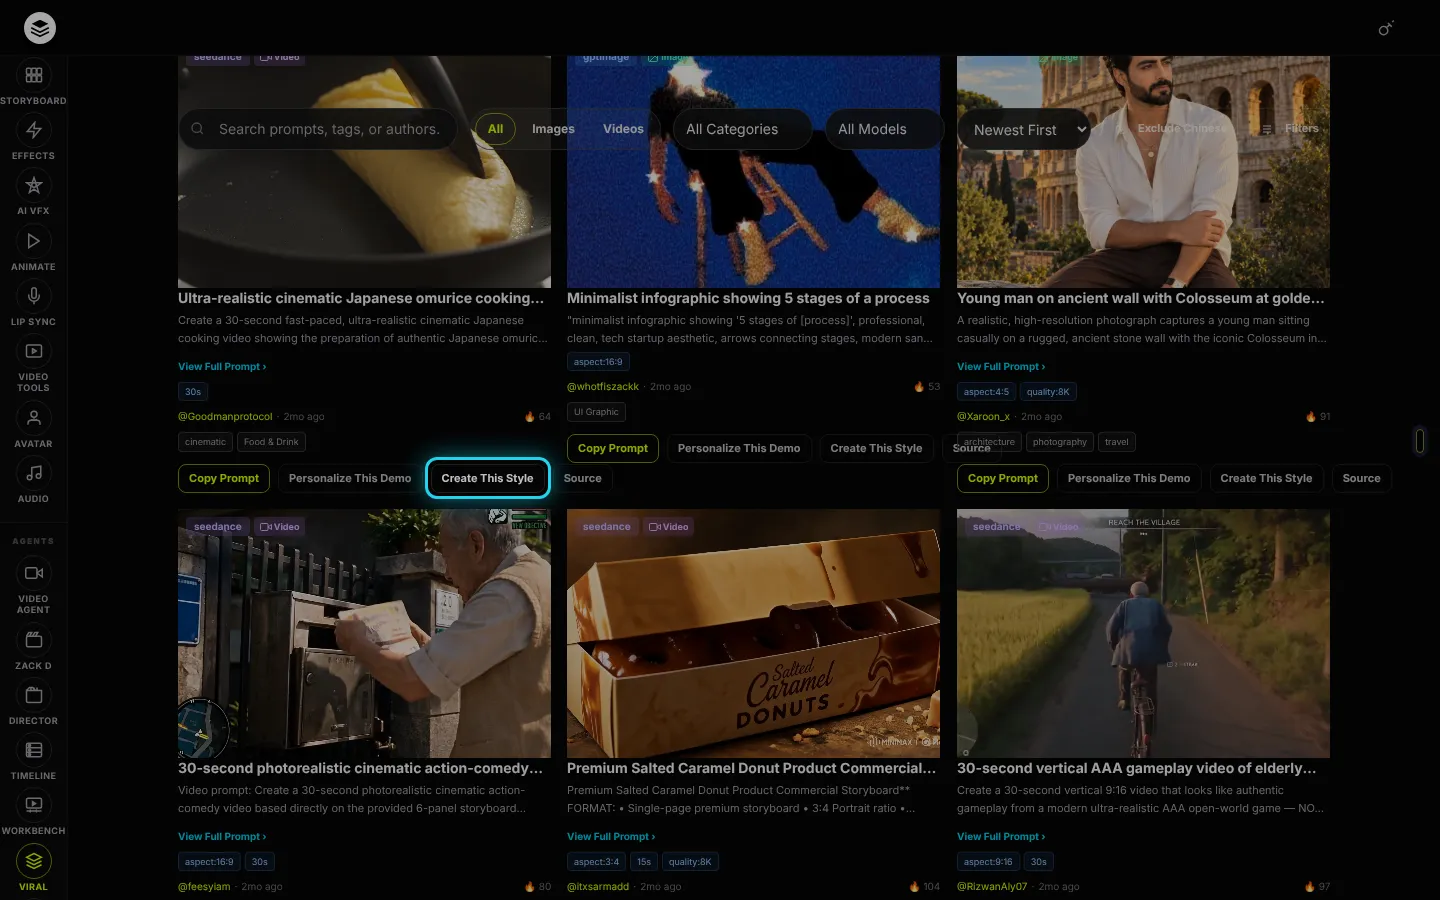 STORYBOARD
EFFECTS
AI VFX
ANIMATE
LIP SYNC
VIDEO
TOOLS
AVATAR
AUDIO
AGENTS
VIDEO
AGENT
ZACK D
DIRECTOR
TIMELINE
WORKBENCH
VIRAL
seedance
Video
gptimage
Image
Image
Search prompts, tags, or authors.
All
Images
Videos
All Categories
All Models
Newest First
Exclude Chinese
Filters
Ultra-realistic cinematic Japanese omurice cooking...
Create a 30-second fast-paced, ultra-realistic cinematic Japanese
cooking video showing the preparation of authentic Japanese omuric...
View Full Prompt ›
30s
@Goodmanprotocol · 2mo ago
64
cinematic
Food & Drink
Copy Prompt
Personalize This Demo
Create This Style
Source
Minimalist infographic showing 5 stages of a process
"minimalist infographic showing '5 stages of [process]', professional,
clean, tech startup aesthetic, arrows connecting stages, modern san...
aspect:16:9
@whotfiszackk · 2mo ago
53
UI Graphic
Copy Prompt
Personalize This Demo
Create This Style
Source
Young man on ancient wall with Colosseum at golde...
A realistic, high-resolution photograph captures a young man sitting
casually on a rugged, ancient stone wall with the iconic Colosseum in...
View Full Prompt ›
aspect:4:5
quality:8K
@Xaroon_x · 2mo ago
91
architecture
photography
travel
Copy Prompt
Personalize This Demo
Create This Style
Source
seedance
Video
30-second photorealistic cinematic action-comedy...
Video prompt: Create a 30-second photorealistic cinematic action-
comedy video based directly on the provided 6-panel storyboard...
View Full Prompt ›
aspect:16:9
30s
@feesyiam · 2mo ago
80
seedance
Video
Salted
Caramel
DONUTS
MINIMAX
Premium Salted Caramel Donut Product Commercial...
Premium Salted Caramel Donut Product Commercial Storyboard**
FORMAT: • Single-page premium storyboard • 3:4 Portrait ratio •...
View Full Prompt ›
aspect:3:4
15s
quality:8K
@itxsarmadd · 2mo ago
104
seedance
Video
REACH THE VILLAGE
30-second vertical AAA gameplay video of elderly...
Create a 30-second vertical 9:16 video that looks like authentic
gameplay from a modern ultra-realistic AAA open-world game — NO...
View Full Prompt ›
aspect:9:16
30s
@RizwanAly07 · 2mo ago
97